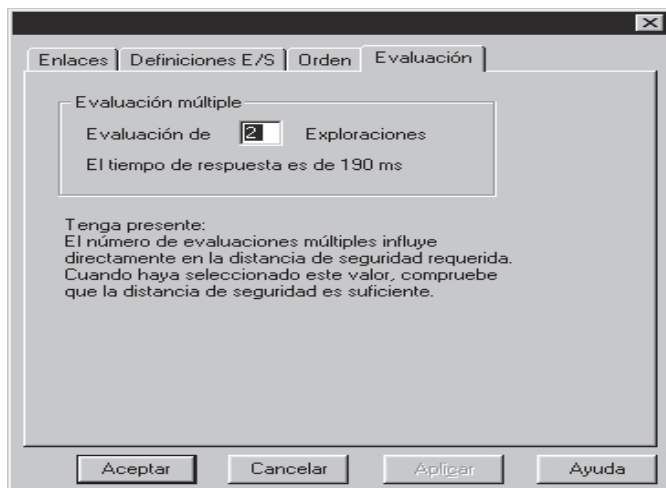 Enlaces Definiciones E/S Orden Evaluación
Evaluación múltiple
Evaluación de 2 Exploraciones
El tiempo de respuesta es de 190 ms
Tenga presente:
El número de evaluaciones múltiples influye
directamente en la distancia de seguridad requerida.
Cuando haya seleccionado este valor, compruebe
que la distancia de seguridad es suficiente.
Aceptar Cancelar Aplicar Ayuda